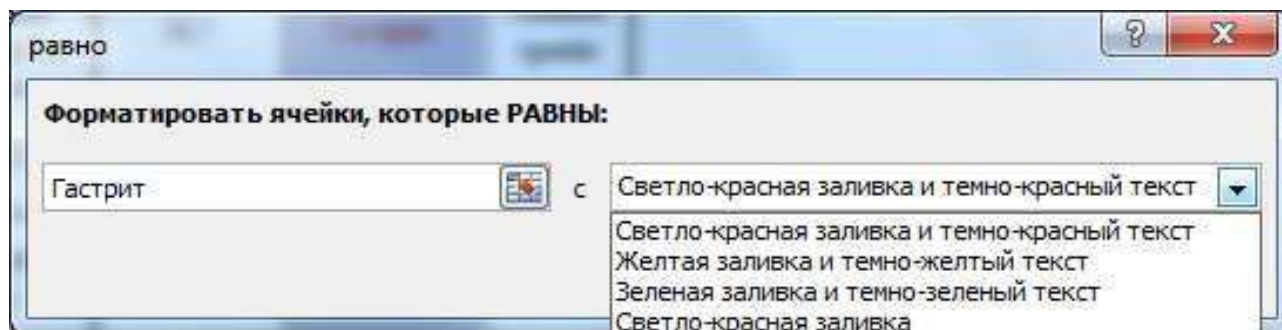 равно
Форматировать ячейки, которые РАВНЫ:
Гастрит с Светло-красная заливка и темно-красный текст
Светло-красная заливка и темно-красный текст
Желтая заливка и темно-желтый текст
Зеленая заливка и темно-зеленый текст
Светло-красная заливка